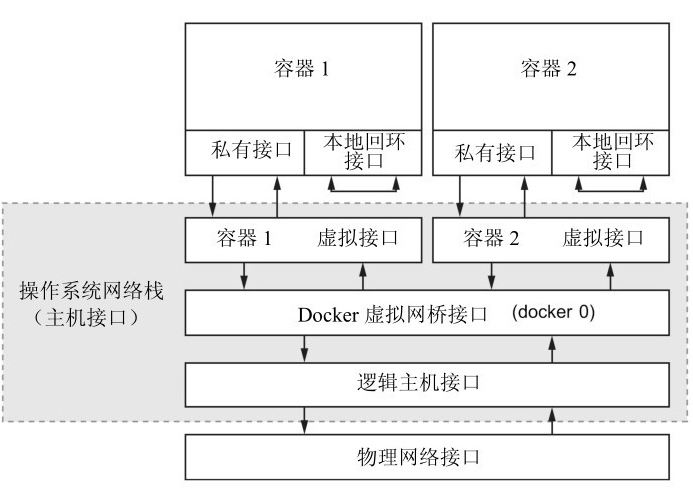 容器 1
容器 2
私有接口
本地回环
接口
私有接口
本地回环
接口
容器 1 虚拟接口
容器 2 虚拟接口
操作系统网络栈
（主机接口）
Docker 虚拟网桥接口 (docker 0)
逻辑主机接口
物理网络接口